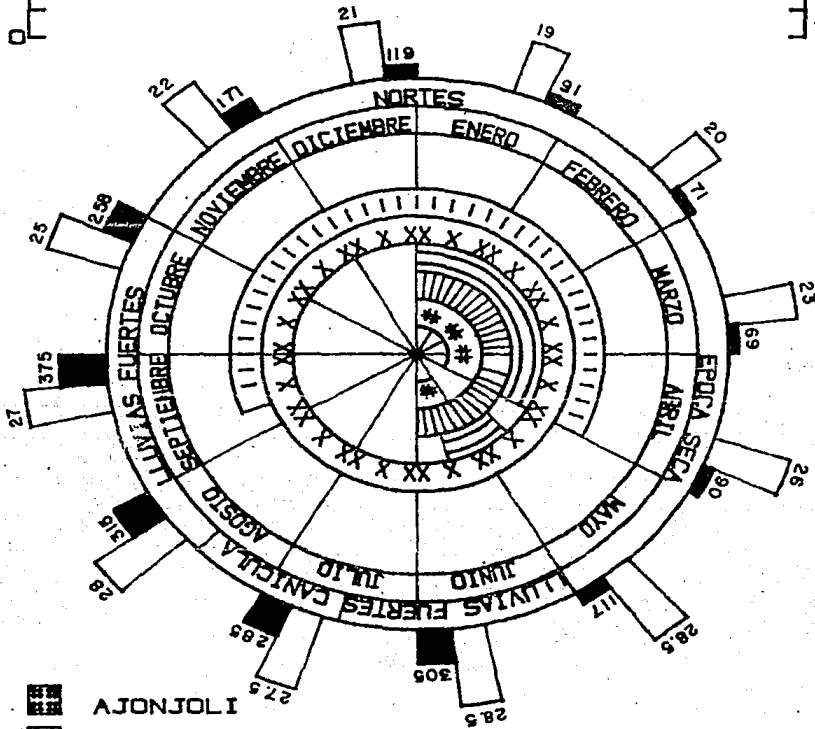 21
119
19
91
22
171
20
71
NORTES
DICIEMBRE
ENERO
NOVIEMBRE
FEBRERO
25
258
OCTUBRE
MARZO
23
69
LLUVIAS FUERTES
EPOCA SECA
375
27
SEPTIEMBRE
ABRIL
26
90
315
28
AGOSTO
MAYO
CANICULA
JULIO
JUNIO
LLUVIAS FUERTES
117
28.5
285
27.5
305
28.5
AJONJOLI